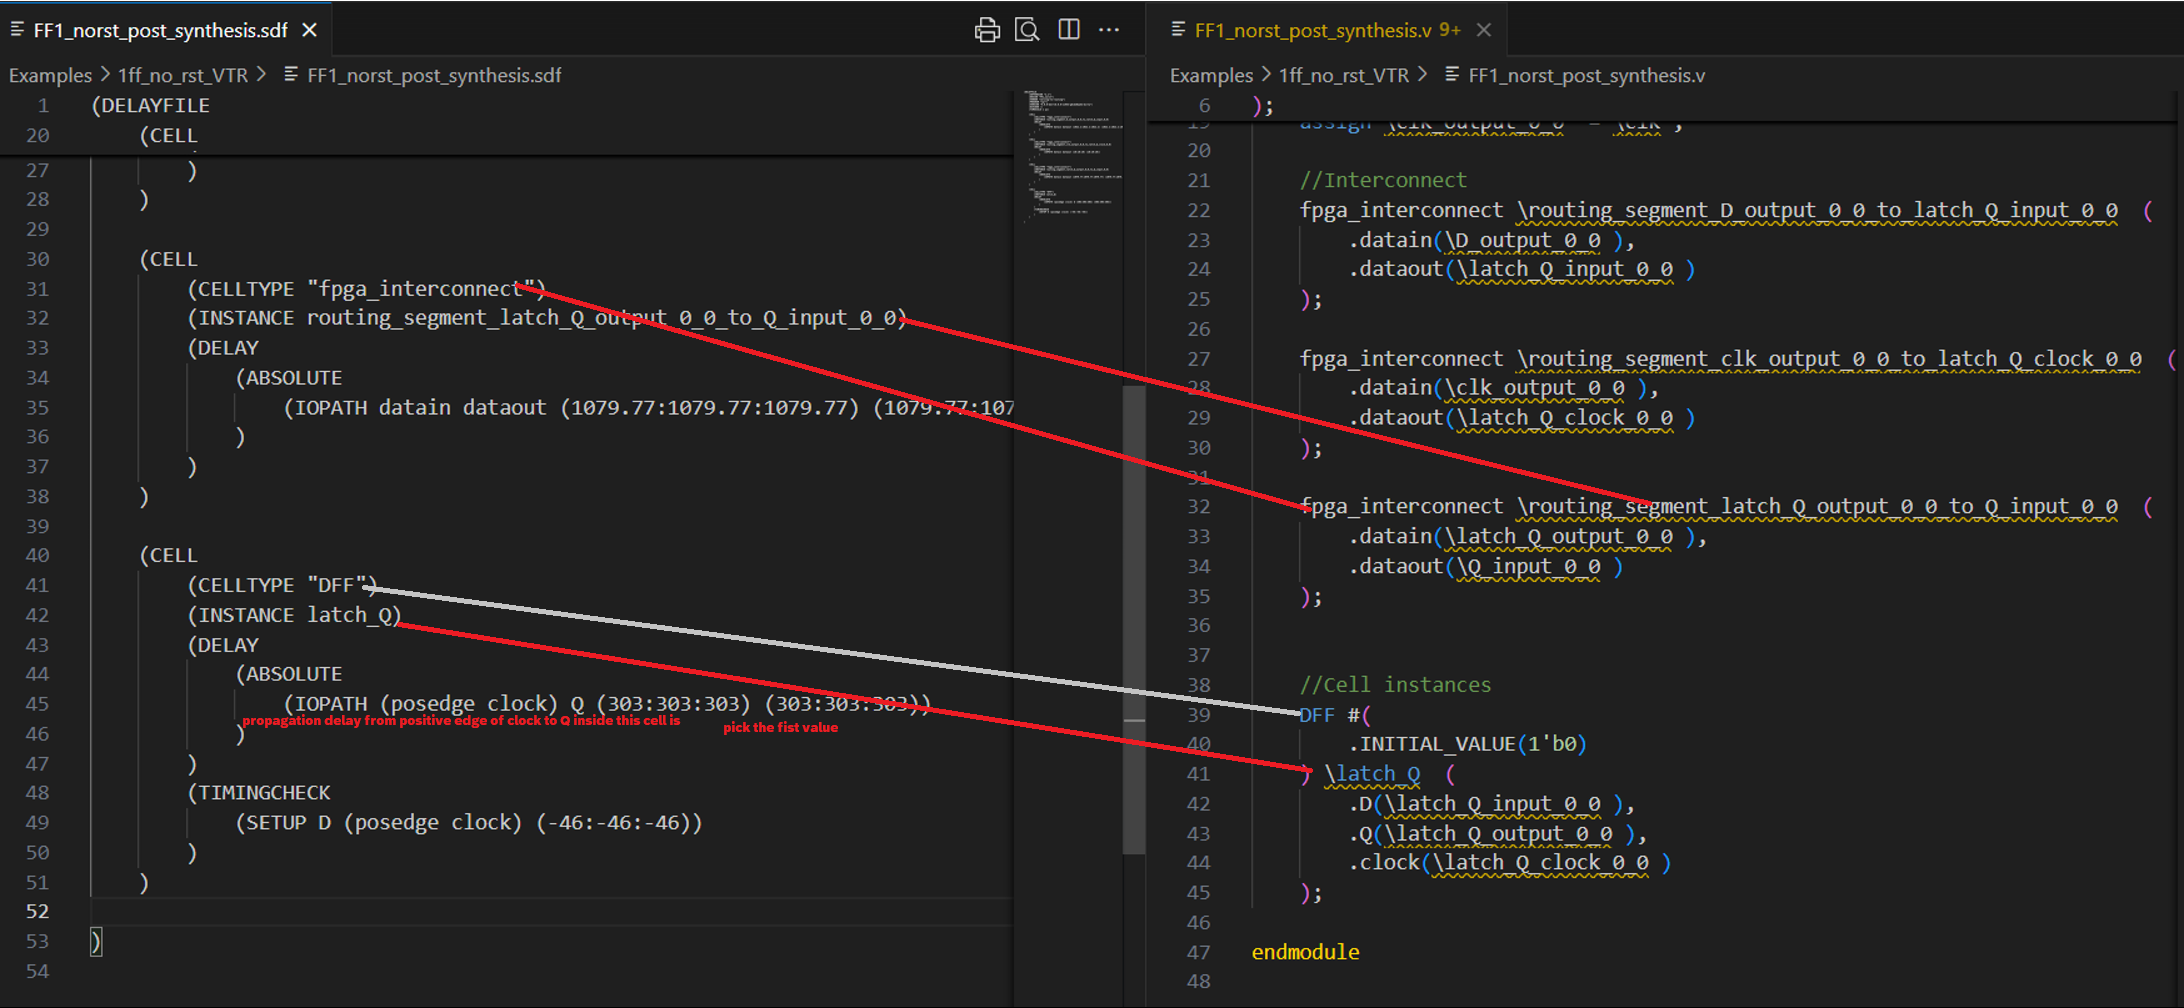 FF1_norst_post_synthesis.sdf
Examples > 1ff_no_rst_VTR > FF1_norst_post_synthesis.sdf
1 (DELAYFILE
20 (CELL
27 )
28 )
29
30 (CELL
31 (CELLTYPE "fpga_interconnect")
32 (INSTANCE routing_segment_latch_Q_output_0_0_to_Q_input_0_0)
33 (DELAY
34 (ABSOLUTE
35 (IOPATH datain dataout (1079.77:1079.77:1079.77) (1079.77:107
36 )
37 )
38 )
39
40 (CELL
41 (CELLTYPE "DFF")
42 (INSTANCE latch_Q)
43 (DELAY
44 (ABSOLUTE
45 (IOPATH (posedge clock) Q (303:303:303) (303:303:303))
propagation delay from positive edge of clock to Q inside this cell is
pick the fist value
46 )
47 )
48 (TIMINGCHECK
49 (SETUP D (posedge clock) (-46:-46:-46))
50 )
51 )
52
53 )
54
FF1_norst_post_synthesis.v 9+
Examples > 1ff_no_rst_VTR > FF1_norst_post_synthesis.v
6 );
19 assign \clk_output_0_0 = \clk ;
20
21 //Interconnect
22 fpga_interconnect \routing_segment_D_output_0_0_to_latch_Q_input_0_0 (
23 .datain(\D_output_0_0 ),
24 .dataout(\latch_Q_input_0_0 )
25 );
26
27 fpga_interconnect \routing_segment_clk_output_0_0_to_latch_Q_clock_0_0 (
28 .datain(\clk_output_0_0 ),
29 .dataout(\latch_Q_clock_0_0 )
30 );
31
32 fpga_interconnect \routing_segment_latch_Q_output_0_0_to_Q_input_0_0 (
33 .datain(\latch_Q_output_0_0 ),
34 .dataout(\Q_input_0_0 )
35 );
36
37
38 //Cell instances
39 DFF #(
40 .INITIAL_VALUE(1'b0)
41 ) \latch_Q (
42 .D(\latch_Q_input_0_0 ),
43 .Q(\latch_Q_output_0_0 ),
44 .clock(\latch_Q_clock_0_0 )
45 );
46
47 endmodule
48